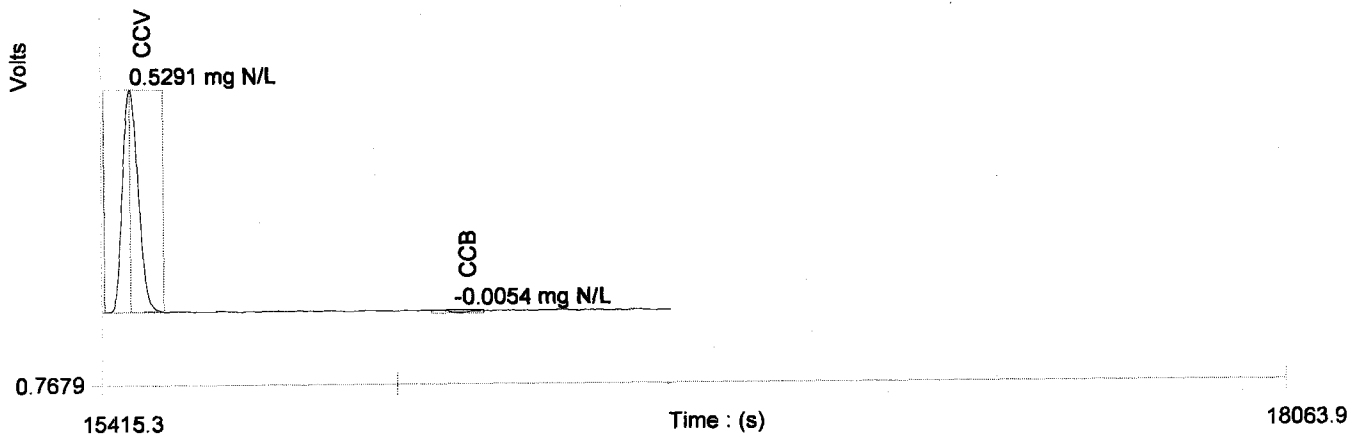 Volts
CCV
0.5291 mg N/L
CCB
-0.0054 mg N/L
0.7679
15415.3
Time : (s)
18063.9